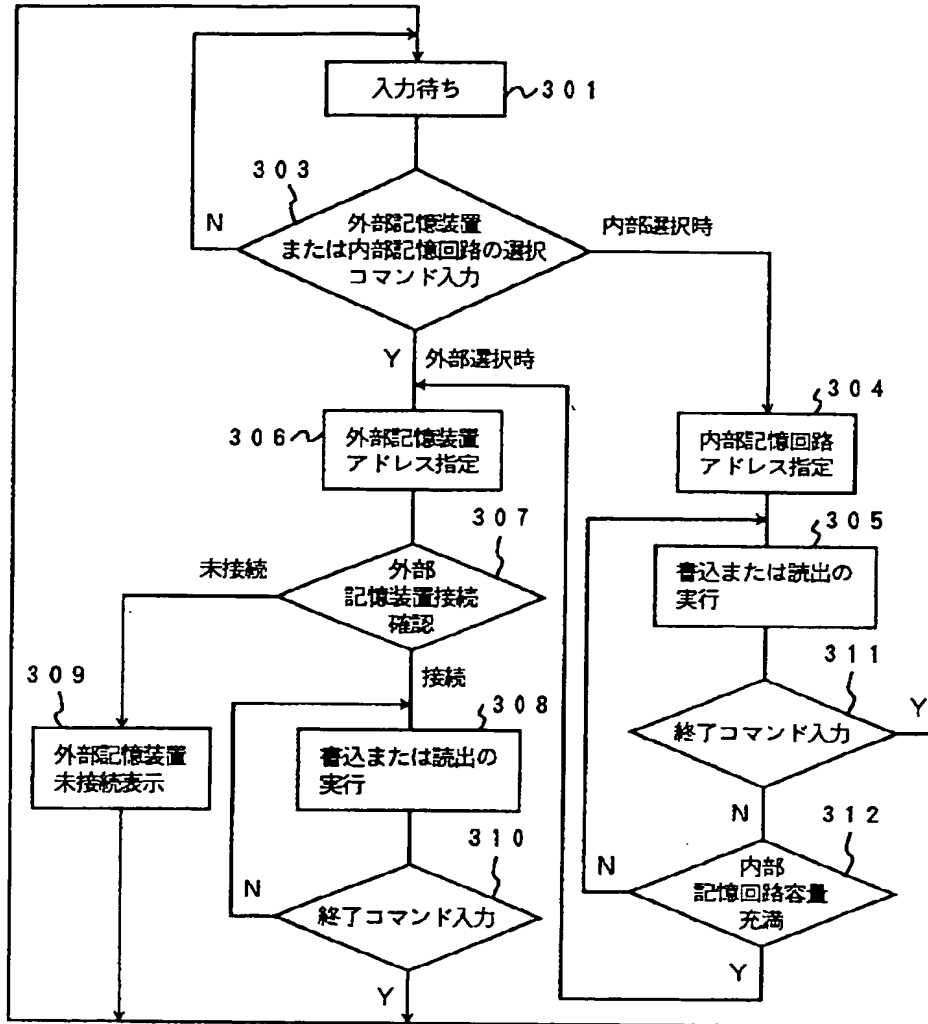 入力待ち
301
303
N
外部記憶装置
または内部記憶回路の選択
コマンド入力
内部選択時
Y
外部選択時
304
306
外部記憶装置
アドレス指定
内部記憶回路
アドレス指定
307
305
未接続
外部
記憶装置接続
確認
書込または読出の
実行
309
接続
311
308
Y
外部記憶装置
未接続表示
書込または読出の
実行
終了コマンド入力
N
312
310
N
N
内部
記憶回路容量
充満
終了コマンド入力
Y
Y